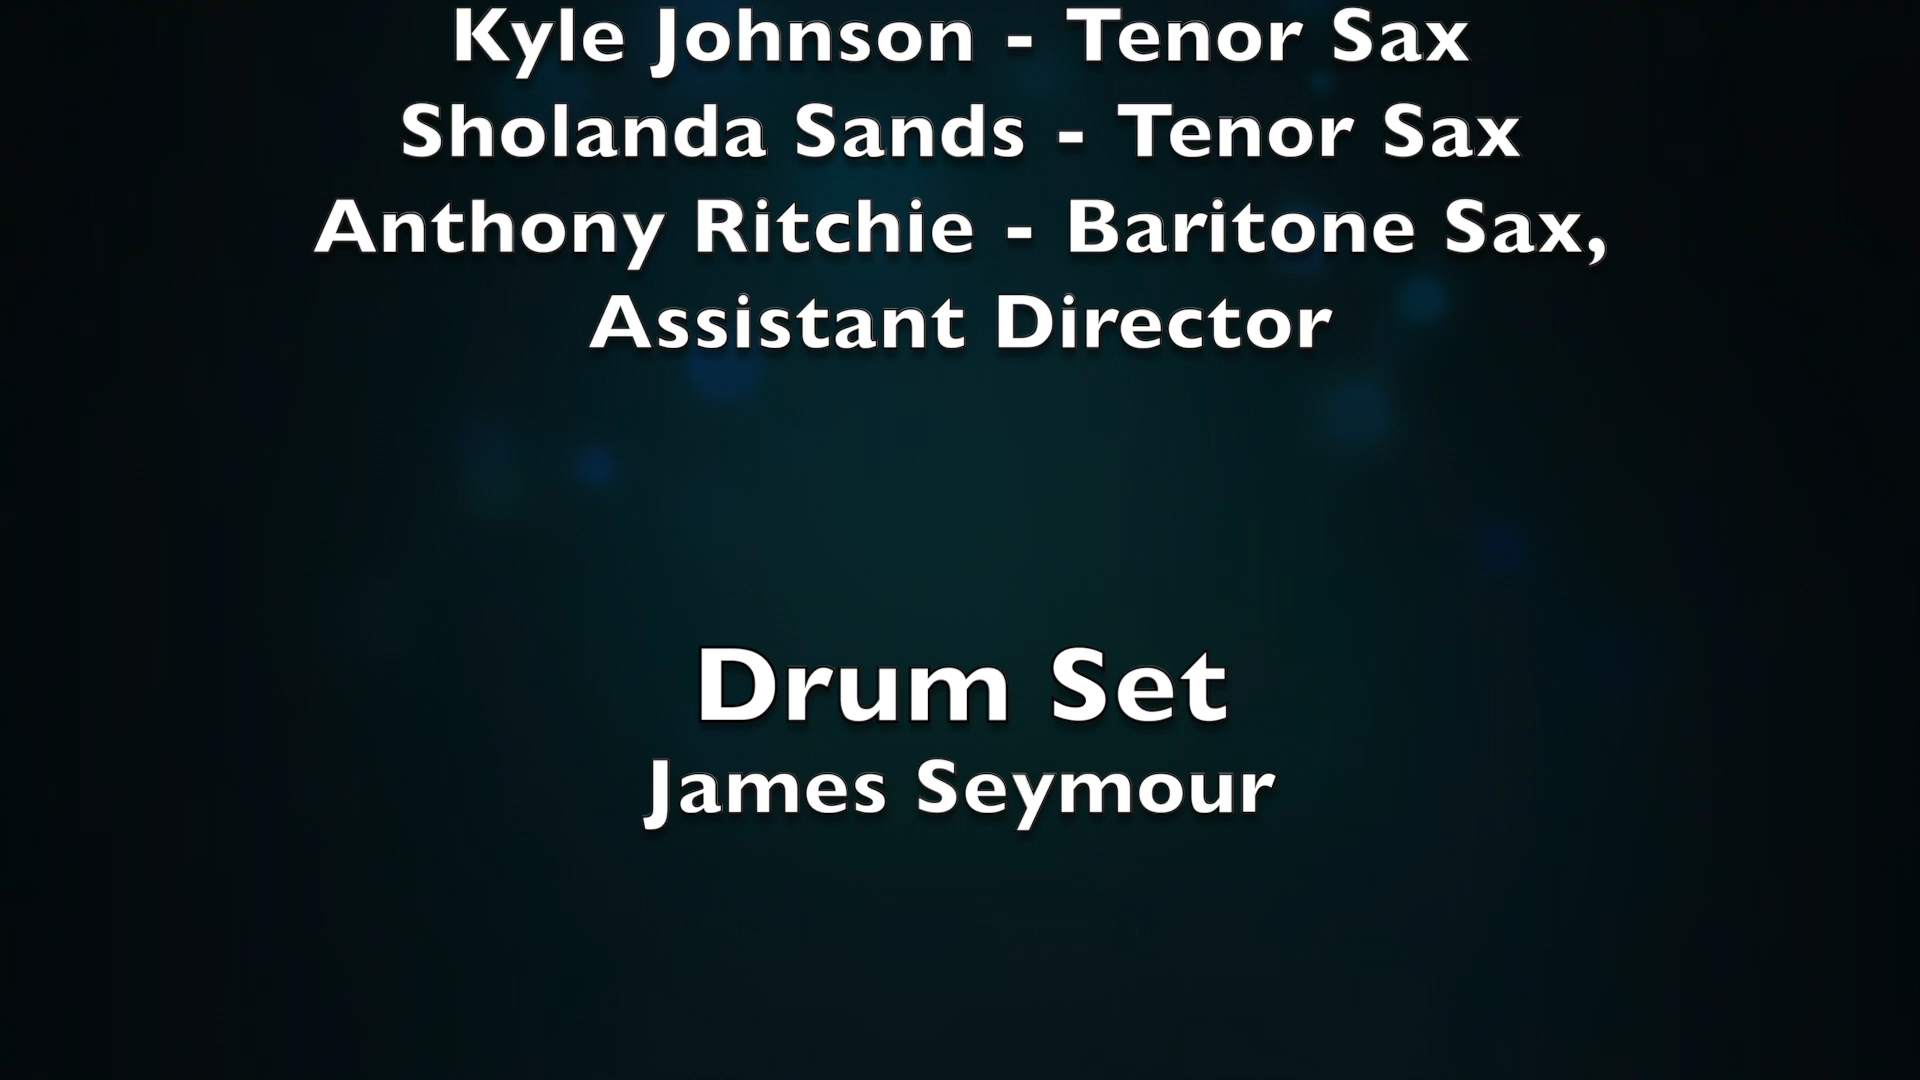 Kyle Johnson - Tenor Sax
Sholanda Sands - Tenor Sax
Anthony Ritchie - Baritone Sax,
Assistant Director
Drum Set
James Seymour